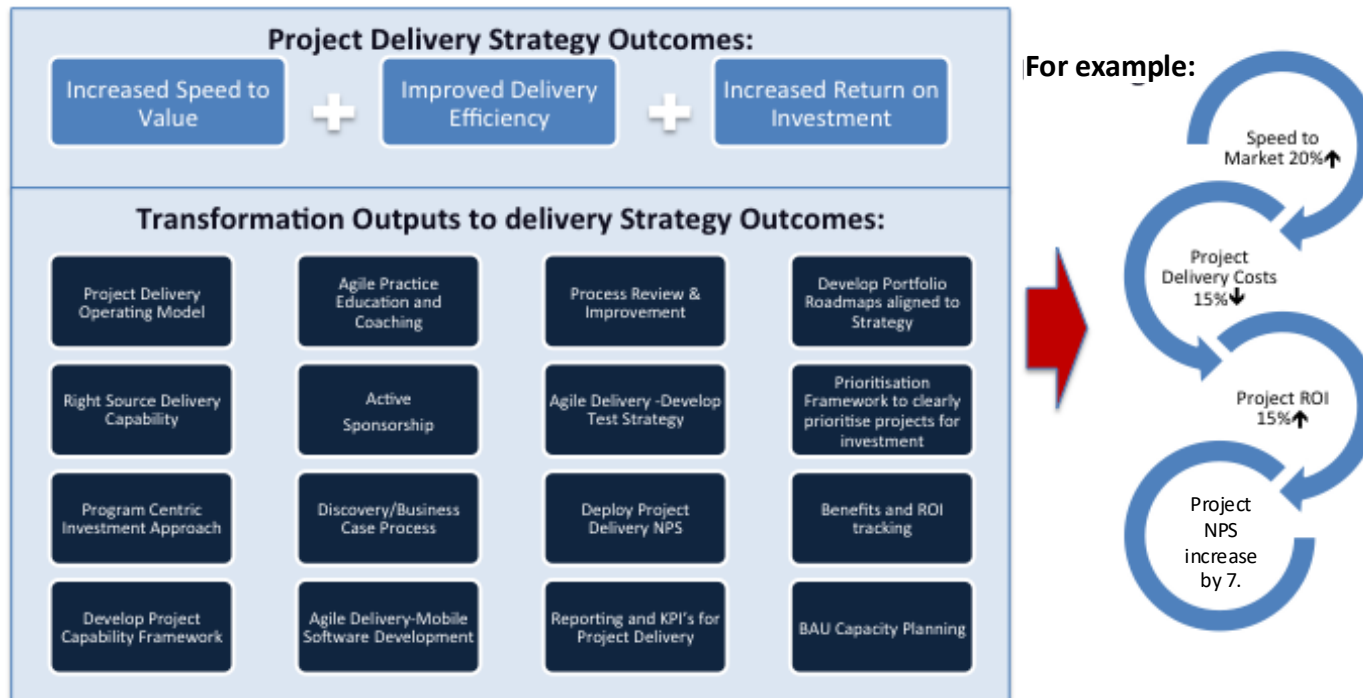 Project Delivery Strategy Outcomes:
Increased Speed to
Value
Improved Delivery
Efficiency
Increased Return on
Investment
Transformation Outputs to delivery Strategy Outcomes:
Project Delivery
Operating Model
Agile Practice
Education and
Coaching
Process Review &
Improvement
Develop Portfolio
Roadmaps aligned to
Strategy
Right Source Delivery
Capability
Active
Sponsorship
Agile Delivery -Develop
Test Strategy
Prioritisation
Framework to clearly
prioritise projects for
investment
Program Centric
Investment Approach
Discovery/Business
Case Process
Deploy Project
Delivery NPS
Benefits and ROI
tracking
Develop Project
Capability Framework
Agile Delivery-Mobile
Software Development
Reporting and KPI's for
Project Delivery
BAU Capacity Planning
For example:
Speed to
Market 20%↑
Project
Delivery Costs
15%↓
Project ROI
15%↑
Project
NPS
increase
by 7.